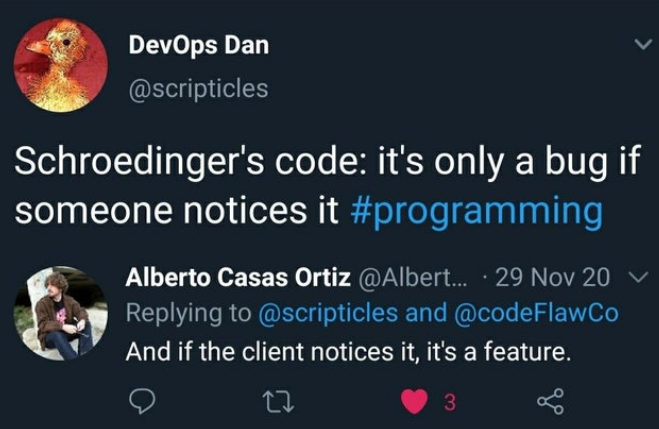 DevOps Dan
@scripticles
Schroedinger's code: it's only a bug if
someone notices it #programming
Alberto Casas Ortiz @Albert... · 29 Nov 20
Replying to @scripticles and @codeFlawCo
And if the client notices it, it's a feature.
3